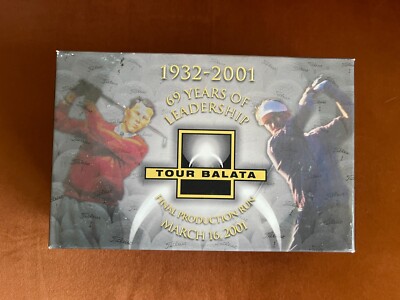 1932-2001
69 YEARS OF
LEADERSHIP
TOUR BALATA
FINAL PRODUCTION RUN
MARCH 16, 2001